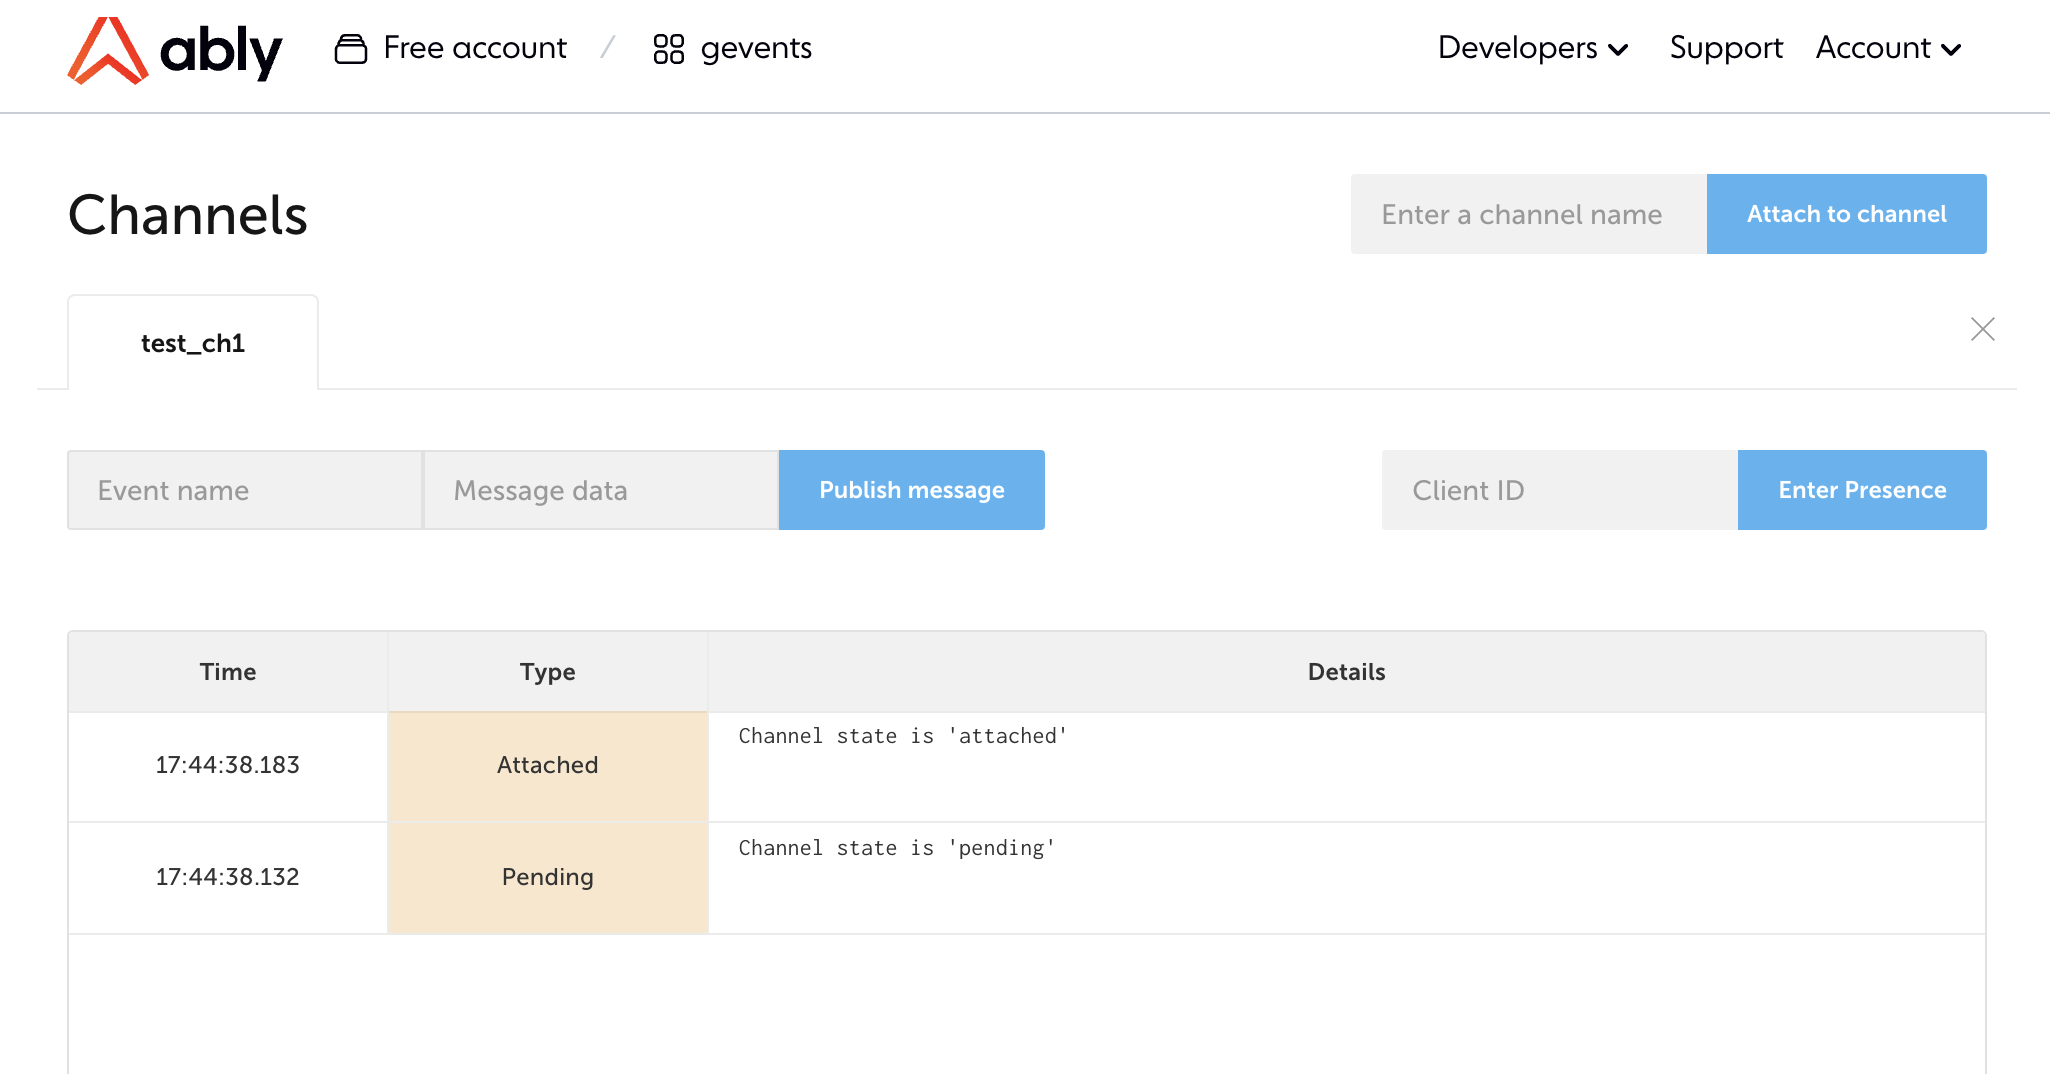 ably Free account / gevents Developers Support Account
Channels Enter a channel name Attach to channel
test_ch1
Event name Message data Publish message Client ID Enter Presence
Time Type Details
17:44:38.183 Attached Channel state is 'attached'
17:44:38.132 Pending Channel state is 'pending'